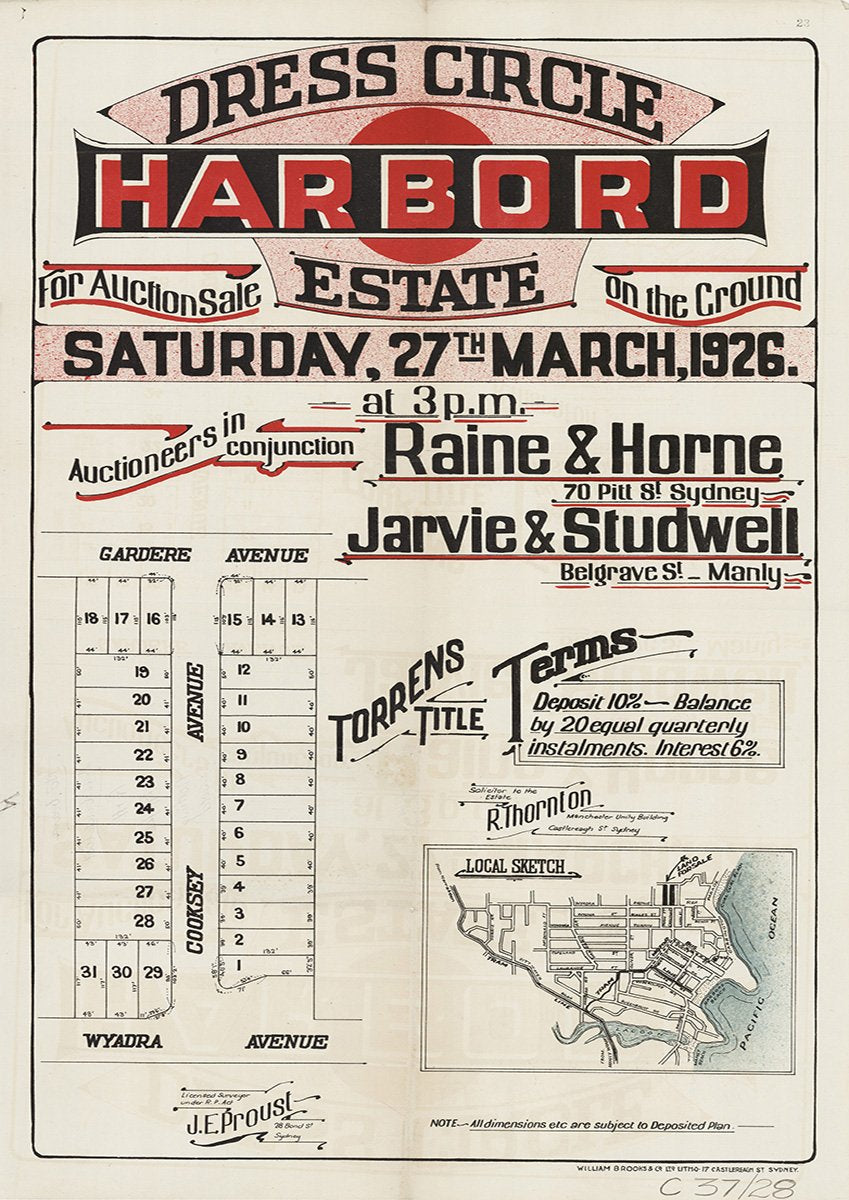 23
DRESS CIRCLE
HARBORD
ESTATE
For Auction Sale
on the Ground
SATURDAY, 27TH MARCH, 1926.
at 3 p.m.
Auctioneers in
conjunction
Raine & Horne
70 Pitt St Sydney
Jarvie & Studwell
Belgrave St - Manly
GARDERE AVENUE
18 17 16 15 14 13
19 12
20 11
21 10
22 9
23 8
24 7
25 6
26 5
27 4
28 3
2
31 30 29 1
COOKSEY AVENUE
WYADRA AVENUE
TORRENS
TITLE
Terms
Deposit 10% — Balance
by 20 equal quarterly
instalments. Interest 6%.
Solicitor to the
Estate
R. Thornton
Manchester Unity Building
Castlereagh St Sydney
LOCAL SKETCH
LAND
FOR SALE
TRAM
LINE
TRAM
PACIFIC
OCEAN
Licensed Surveyor
under R. P. Act
J. E. Proust
28 Bond St
Sydney
NOTE — All dimensions etc are subject to Deposited Plan.
WILLIAM BROOKS & Co LTD LITHO. 17 CASTLEREAGH ST SYDNEY.
C 37/28